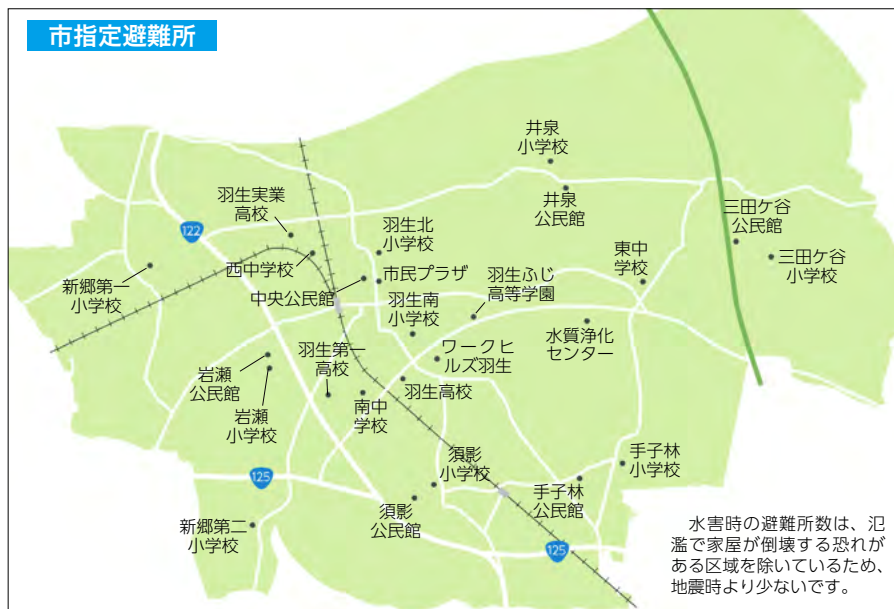 市指定避難所
井泉
小学校
井泉
公民館
羽生実業
高校
122
羽生北
小学校
三田ケ谷
公民館
東中
学校
三田ケ谷
小学校
西中学校
市民プラザ
羽生ふじ
高等学園
新郷第一
小学校
中央公民館
羽生南
小学校
水質浄化
センター
ワークヒ
ルズ羽生
羽生第一
高校
岩瀬
公民館
羽生高校
岩瀬
小学校
南中
学校
須影
小学校
手子林
小学校
125
手子林
公民館
須影
公民館
新郷第二
小学校
125
水害時の避難所数は、氾
濫で家屋が倒壊する恐れが
ある区域を除いているため、
地震時より少ないです。